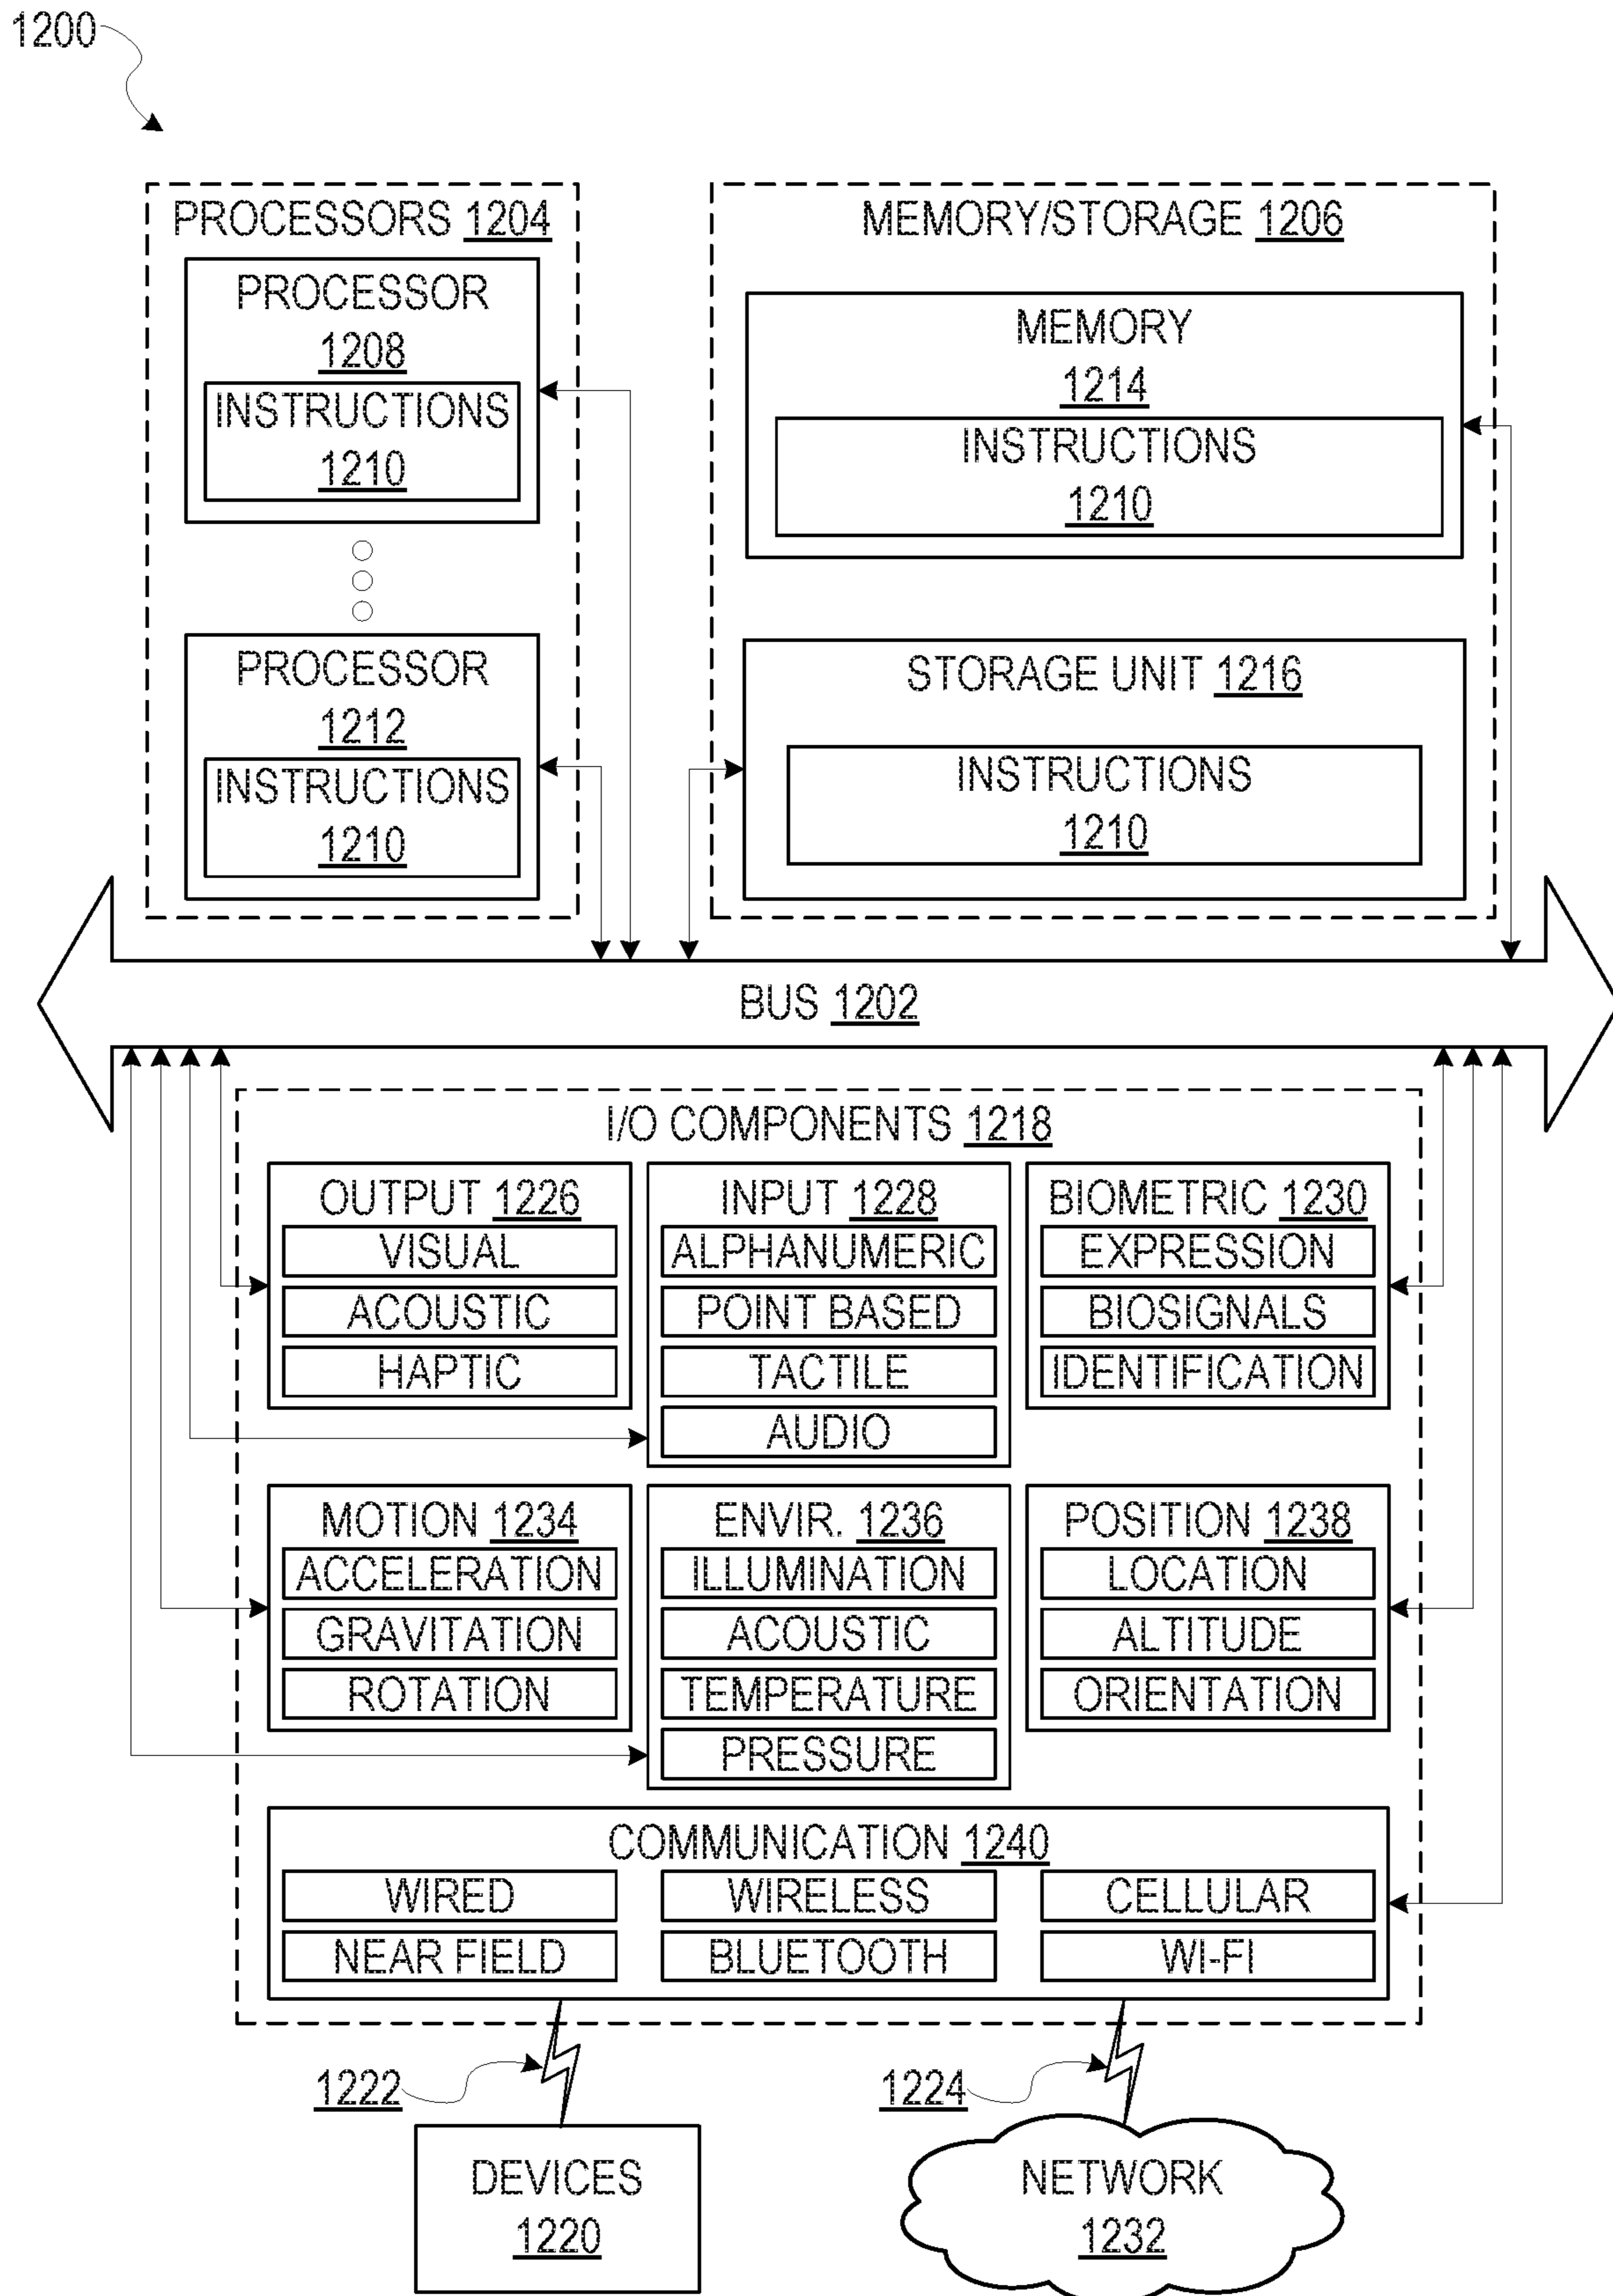 1200
PROCESSORS 1204
PROCESSOR
1208
INSTRUCTIONS
1210
PROCESSOR
1212
INSTRUCTIONS
1210
MEMORY/STORAGE 1206
MEMORY
1214
INSTRUCTIONS
1210
STORAGE UNIT 1216
INSTRUCTIONS
1210
BUS 1202
I/O COMPONENTS 1218
OUTPUT 1226
VISUAL
ACOUSTIC
HAPTIC
INPUT 1228
ALPHANUMERIC
POINT BASED
TACTILE
AUDIO
BIOMETRIC 1230
EXPRESSION
BIOSIGNALS
IDENTIFICATION
MOTION 1234
ACCELERATION
GRAVITATION
ROTATION
ENVIR. 1236
ILLUMINATION
ACOUSTIC
TEMPERATURE
PRESSURE
POSITION 1238
LOCATION
ALTITUDE
ORIENTATION
COMMUNICATION 1240
WIRED
WIRELESS
CELLULAR
NEAR FIELD
BLUETOOTH
WI-FI
1222
1224
DEVICES
1220
NETWORK
1232